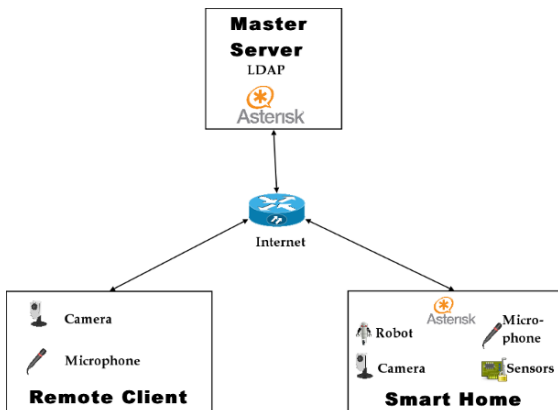 Master
Server
LDAP
Asterisk
Internet
Camera
Microphone
Remote Client
Asterisk
Robot
Micro-
phone
Camera
Sensors
Smart Home